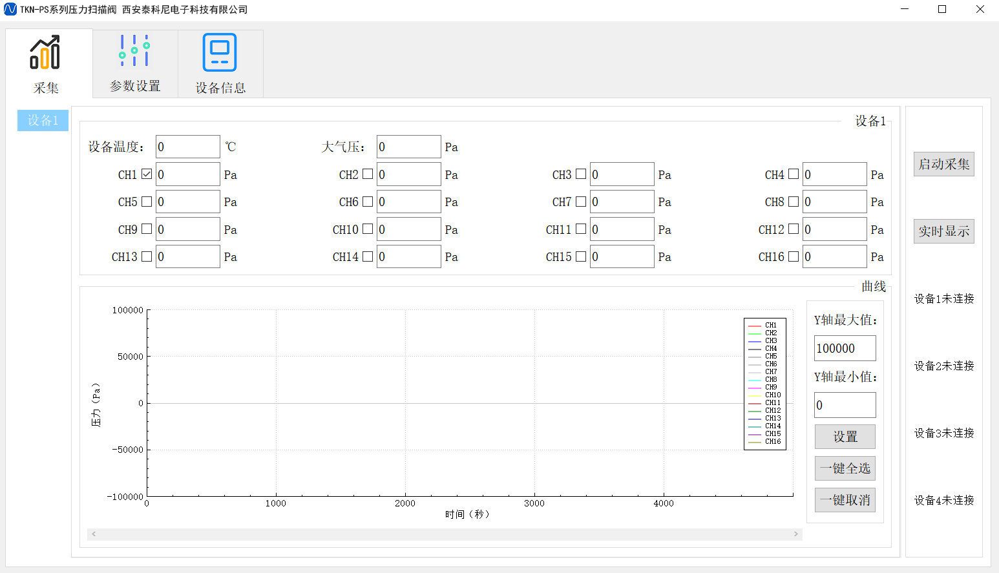 TKN-PS系列压力扫描阀 西安泰科尼电子科技有限公司
采集
参数设置
设备信息
设备1
设备1
设备温度: 0 ℃ 大气压: 0 Pa
CH1 0 Pa CH2 0 Pa CH3 0 Pa CH4 0 Pa
CH5 0 Pa CH6 0 Pa CH7 0 Pa CH8 0 Pa
CH9 0 Pa CH10 0 Pa CH11 0 Pa CH12 0 Pa
CH13 0 Pa CH14 0 Pa CH15 0 Pa CH16 0 Pa
曲线
100000
50000
0
-50000
-100000
压力（Pa）
0 1000 2000 3000 4000
时间（秒）
CH1
CH2
CH3
CH4
CH5
CH6
CH7
CH8
CH9
CH10
CH11
CH12
CH13
CH14
CH15
CH16
Y轴最大值:
100000
Y轴最小值:
0
设置
一键全选
一键取消
启动采集
实时显示
设备1未连接
设备2未连接
设备3未连接
设备4未连接